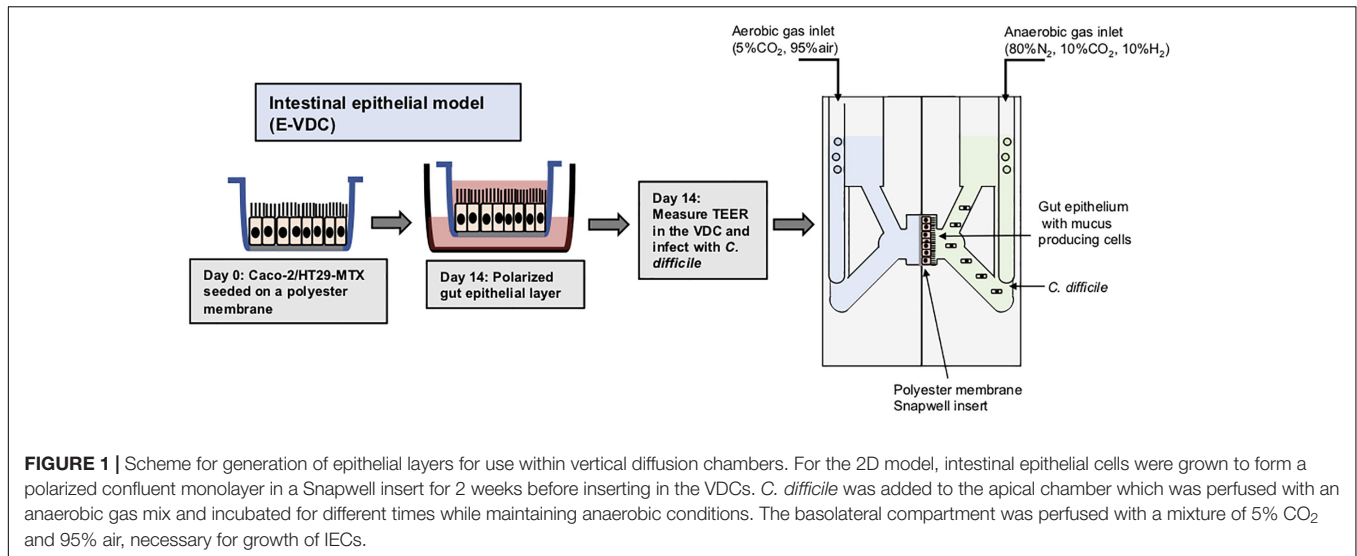 Aerobic gas inlet
(5%CO₂, 95%air)
Anaerobic gas inlet
(80%N₂, 10%CO₂, 10%H₂)
Intestinal epithelial model
(E-VDC)
Day 0: Caco-2/HT29-MTX
seeded on a polyester
membrane
Day 14: Polarized
gut epithelial layer
Day 14:
Measure TEER
in the VDC and
infect with C.
difficile
Gut epithelium
with mucus
producing cells
C. difficile
Polyester membrane
Snapwell insert
FIGURE 1 | Scheme for generation of epithelial layers for use within vertical diffusion chambers. For the 2D model, intestinal epithelial cells were grown to form a
polarized confluent monolayer in a Snapwell insert for 2 weeks before inserting in the VDCs. C. difficile was added to the apical chamber which was perfused with an
anaerobic gas mix and incubated for different times while maintaining anaerobic conditions. The basolateral compartment was perfused with a mixture of 5% CO₂
and 95% air, necessary for growth of IECs.